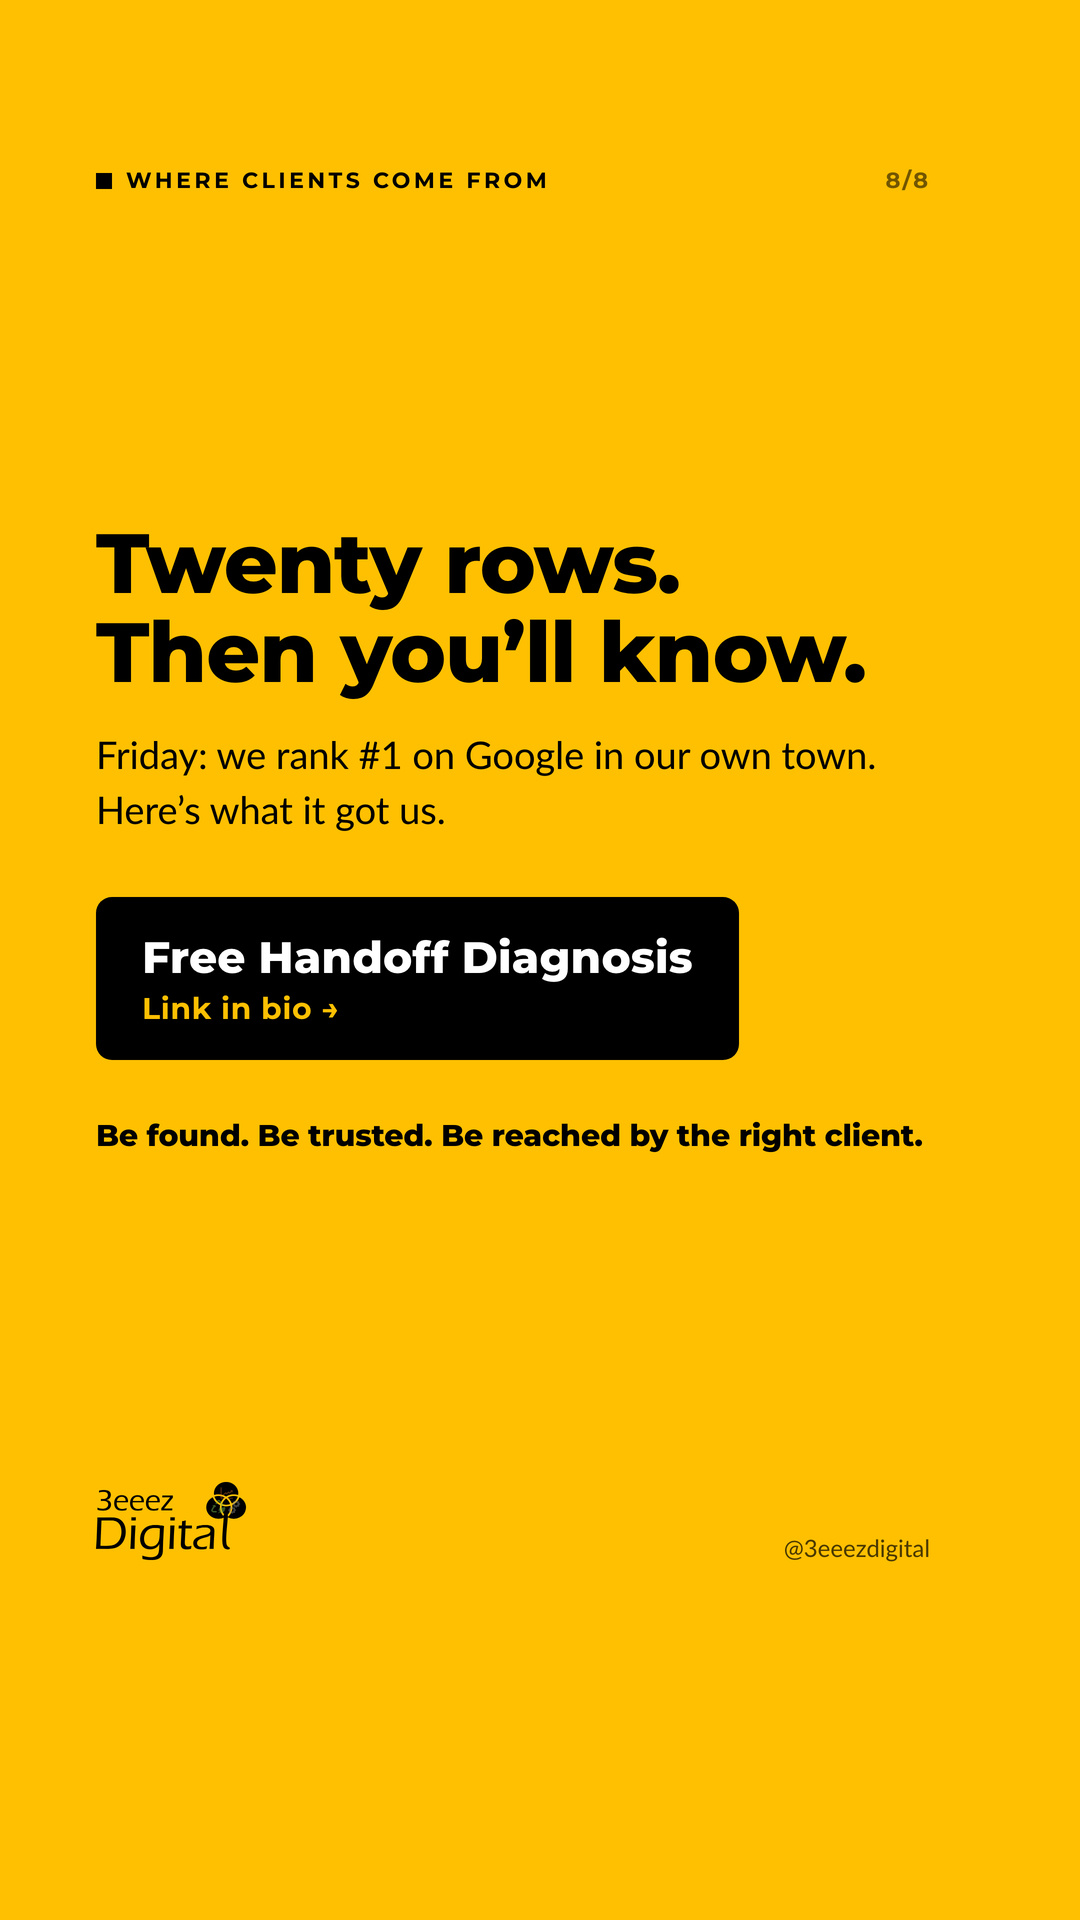 WHERE CLIENTS COME FROM
8/8
Twenty rows.
Then you’ll know.
Friday: we rank #1 on Google in our own town.
Here’s what it got us.
Free Handoff Diagnosis
Link in bio →
Be found. Be trusted. Be reached by the right client.
3eeez
Digital
@3eeezdigital